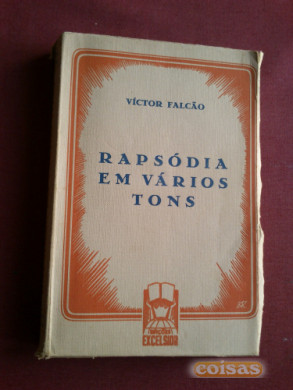 VÍCTOR FALCÃO
RAPSÓDIA
EM VÁRIOS
TONS
EXCELSIOR
coisas